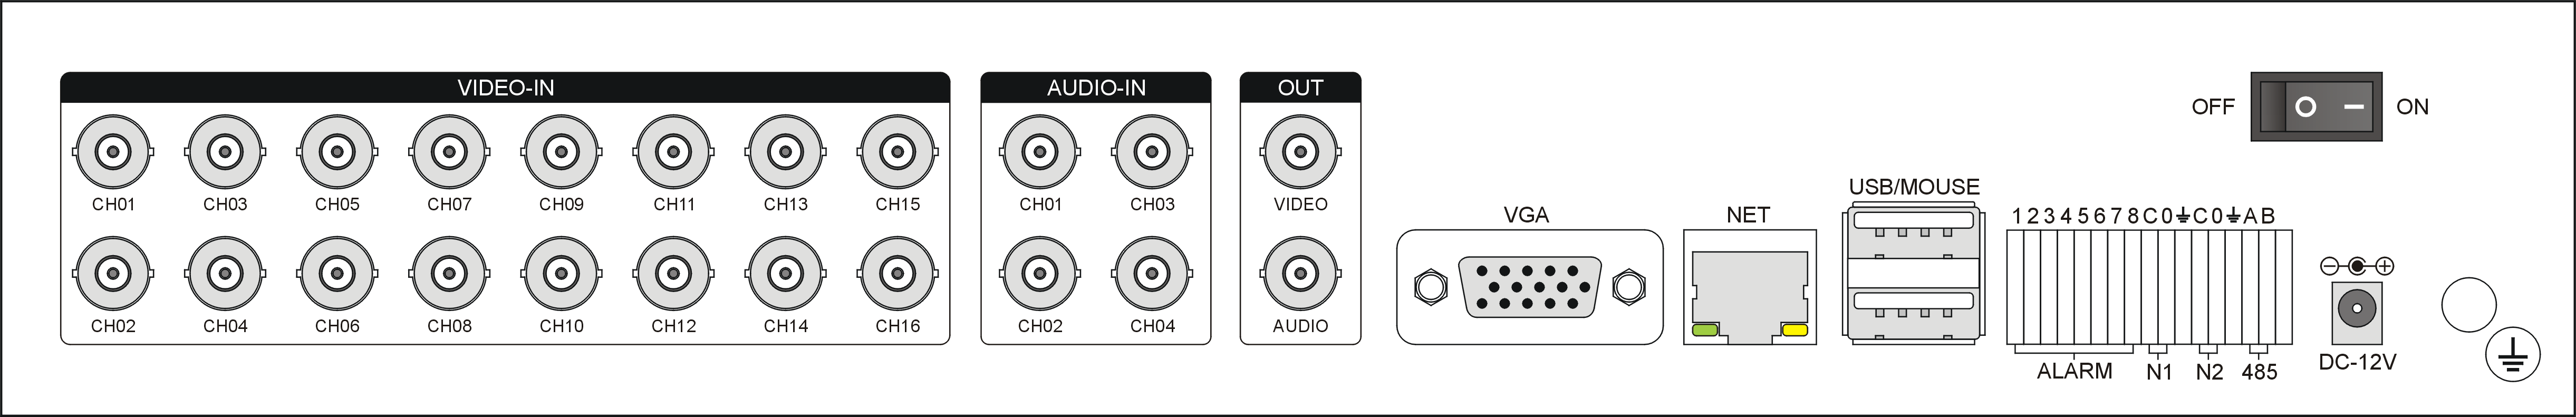 VIDEO-IN
CH01 CH03 CH05 CH07 CH09 CH11 CH13 CH15
CH02 CH04 CH06 CH08 CH10 CH12 CH14 CH16
AUDIO-IN
CH01 CH03
CH02 CH04
OUT
VIDEO
AUDIO
VGA
NET
USB/MOUSE
1 2 3 4 5 6 7 8 C 0 ⏚ C 0 ⏚ A B
ALARM N1 N2 485
OFF ON
DC-12V